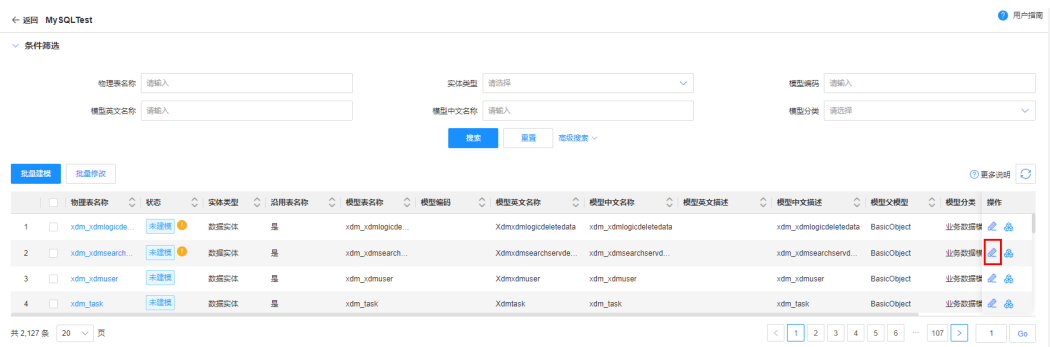 ← 返回 MySQLTest
用户指南
条件筛选
物理表名称 请输入 实体类型 请选择 模型编码 请输入
模型英文名称 请输入 模型中文名称 请输入 模型分类 请选择
搜索 重置 高级搜索
批量建模 批量修改 更多说明
物理表名称 状态 实体类型 沿用表名称 模型表名称 模型编码 模型英文名称 模型中文名称 模型英文描述 模型中文描述 模型父模型 模型分类 操作
1 xdm_xdmlogicde... 未建模 数据实体 是 xdm_xdmlogicde... Xdmxdmlogicdeletedata xdm_xdmlogicdeletedata xdm_xdmlogicdeletedata BasicObject 业务数据模
2 xdm_xdmsearch... 未建模 数据实体 是 xdm_xdmsearch... Xdmxdmsearchservde... xdm_xdmsearchservd... xdm_xdmsearchservd... BasicObject 业务数据模
3 xdm_xdmuser 未建模 数据实体 是 xdm_xdmuser Xdmxdmuser xdm_xdmuser xdm_xdmuser BasicObject 业务数据模
4 xdm_task 未建模 数据实体 是 xdm_task Xdmtask xdm_task xdm_task BasicObject 业务数据模
共 2,127 条 20 页 < 1 2 3 4 5 6 ... 107 > 1 Go